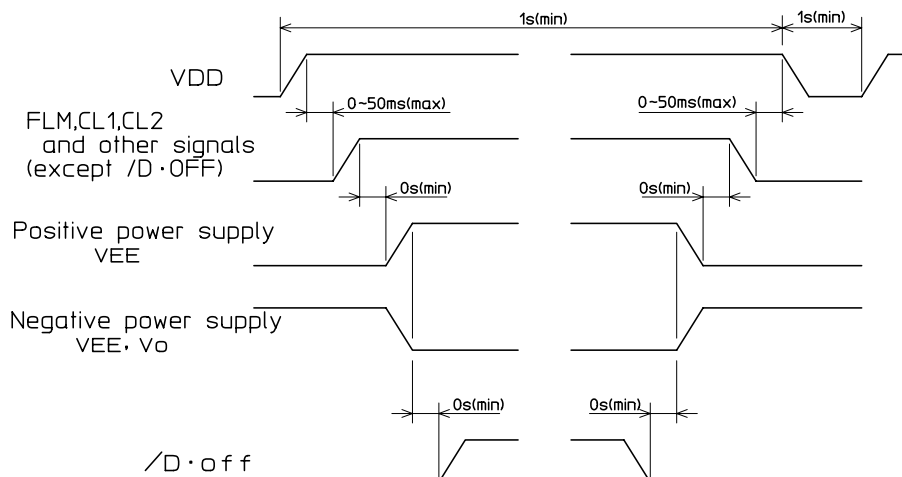 1s(min) 1s(min)
VDD
0~50ms(max) 0~50ms(max)
FLM,CL1,CL2
and other signals
(except /D·OFF)
0s(min) 0s(min)
Positive power supply
VEE
Negative power supply
VEE, Vo
0s(min) 0s(min)
/D·off